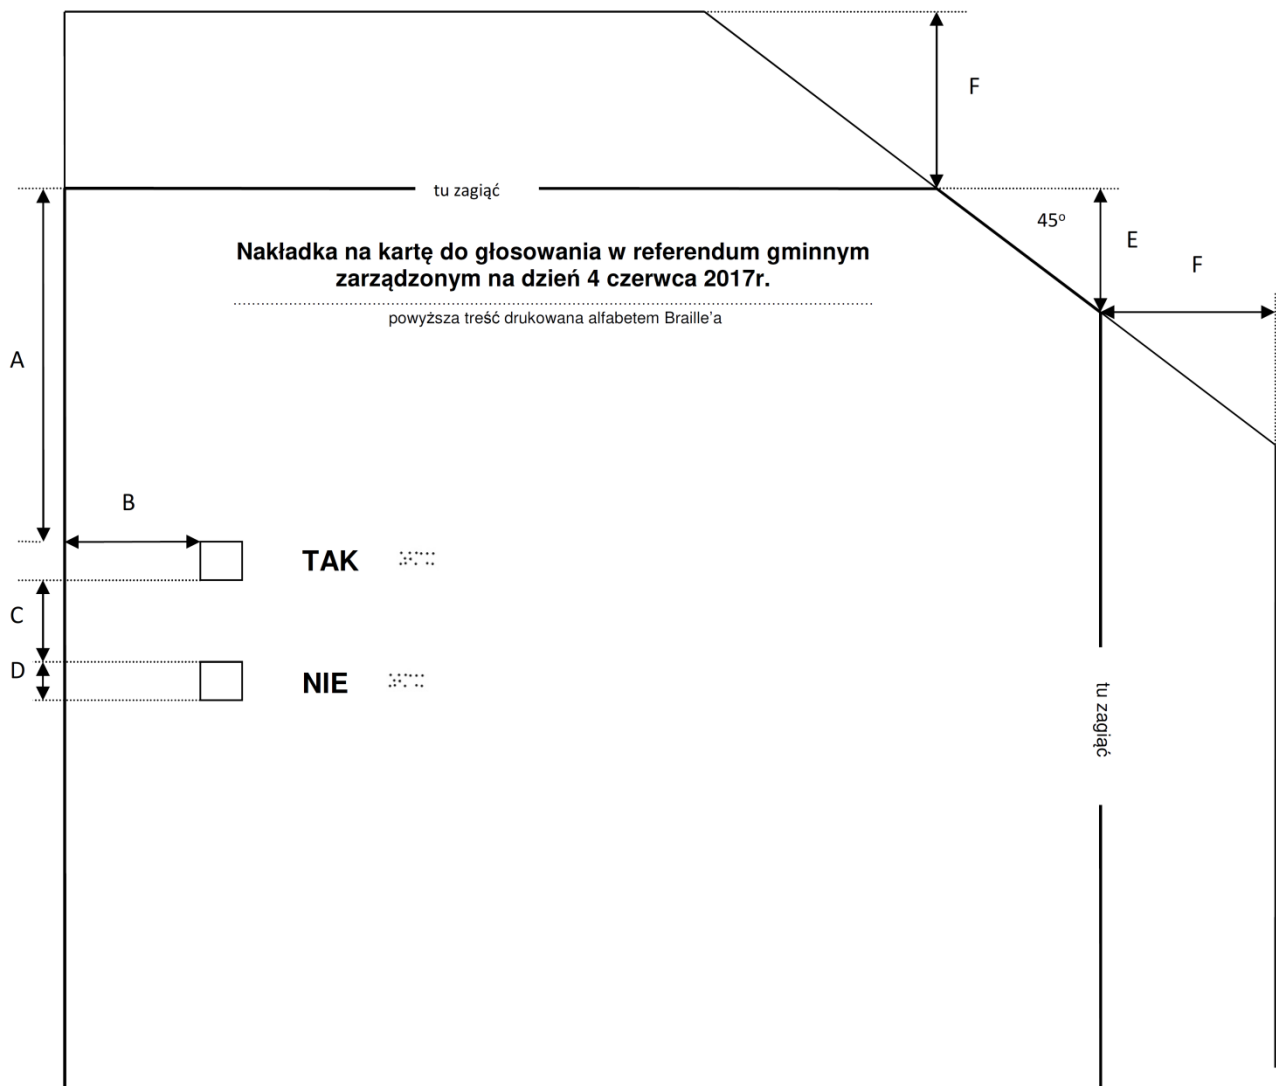 F
tu zagiąć
45º
E
F
Nakładka na kartę do głosowania w referendum gminnym
zarządzonym na dzień 4 czerwca 2017r.
powyższa treść drukowana alfabetem Braille’a
A
B
TAK
C
D
NIE
tu zagiąć